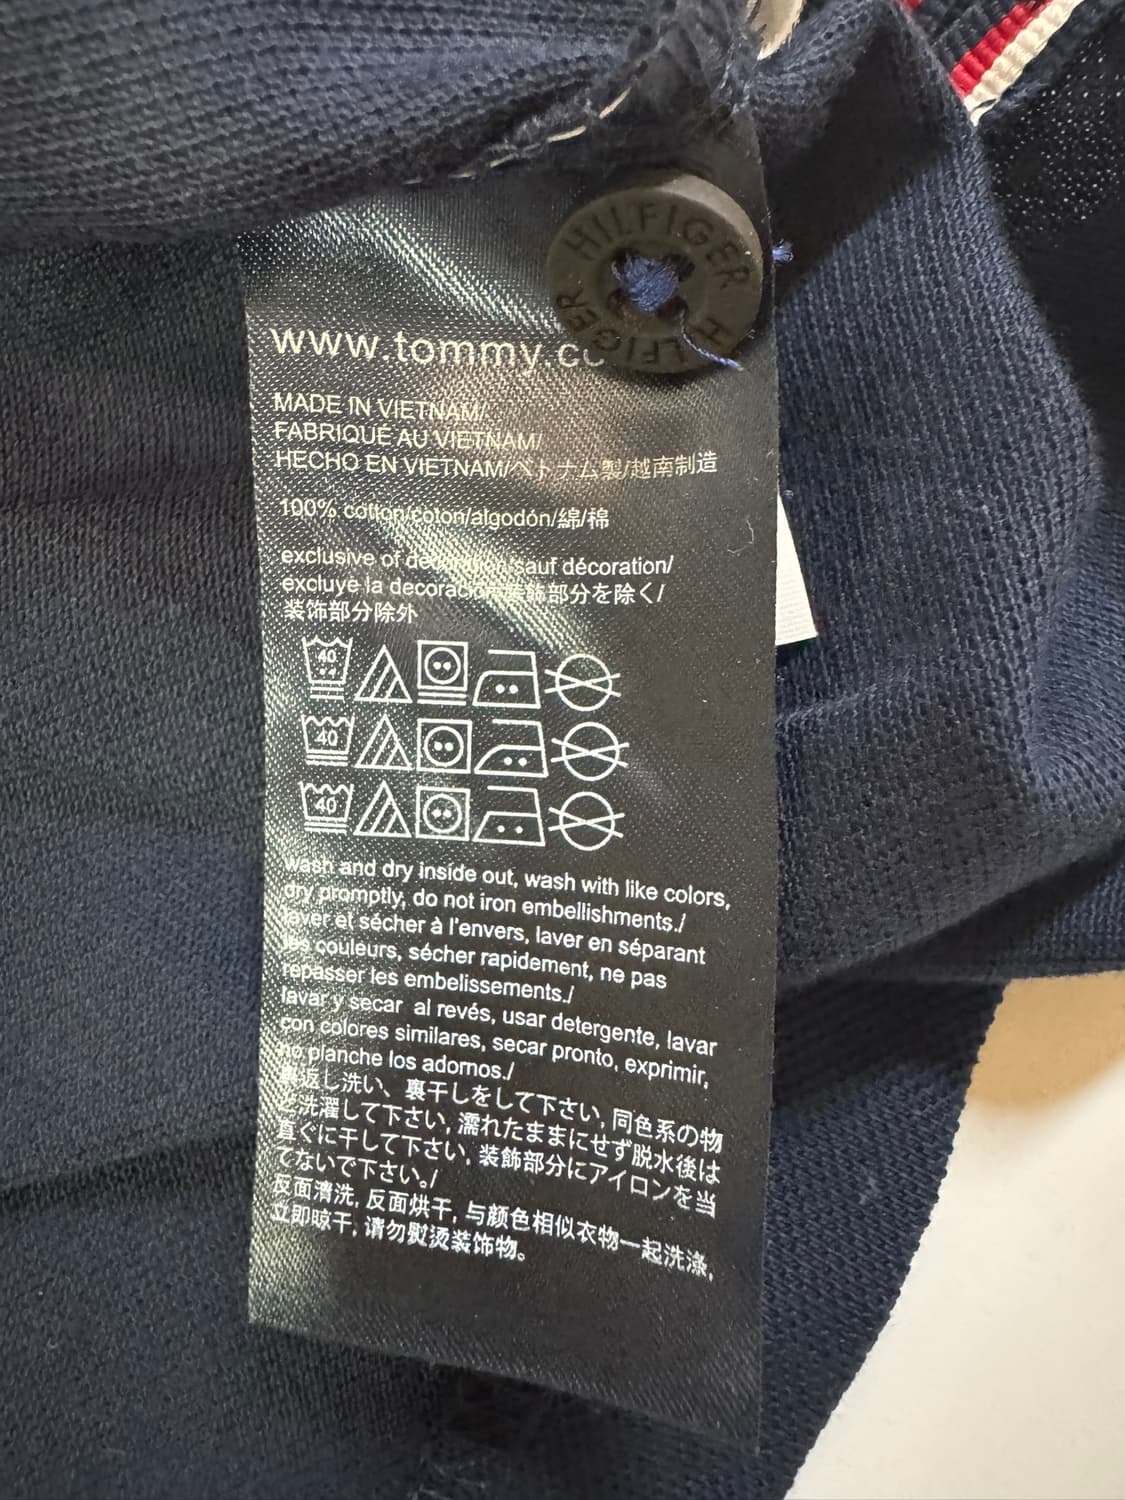 HILFIGER
HILFIGER
www.tommy.co
MADE IN VIETNAM/
FABRIQUÉ AU VIETNAM/
HECHO EN VIETNAM/ベトナム製/越南制造
100% cotton/coton/algodón/綿/棉
exclusive of sauf décoration/
excluye la 装飾部分を除く/
装饰部分除外
40
40
40
wash and dry inside out, wash with like colors,
dry promptly, do not iron embellishments./
laver et sécher à l'envers, laver en séparant
les couleurs, sécher rapidement, ne pas
repasser les embelissements./
lavar y secar al revés, usar detergente, lavar
con colores similares, secar pronto, exprimir,
no planche los adornos./
裏返し洗い、裏干しをして下さい, 同色系の物
と洗濯して下さい, 濡れたままにせず脱水後は
直ぐに干して下さい, 装飾部分にアイロンを当
てないで下さい。/
反面清洗, 反面烘干, 与颜色相似衣物一起洗涤,
立即晾干, 请勿熨烫装饰物。